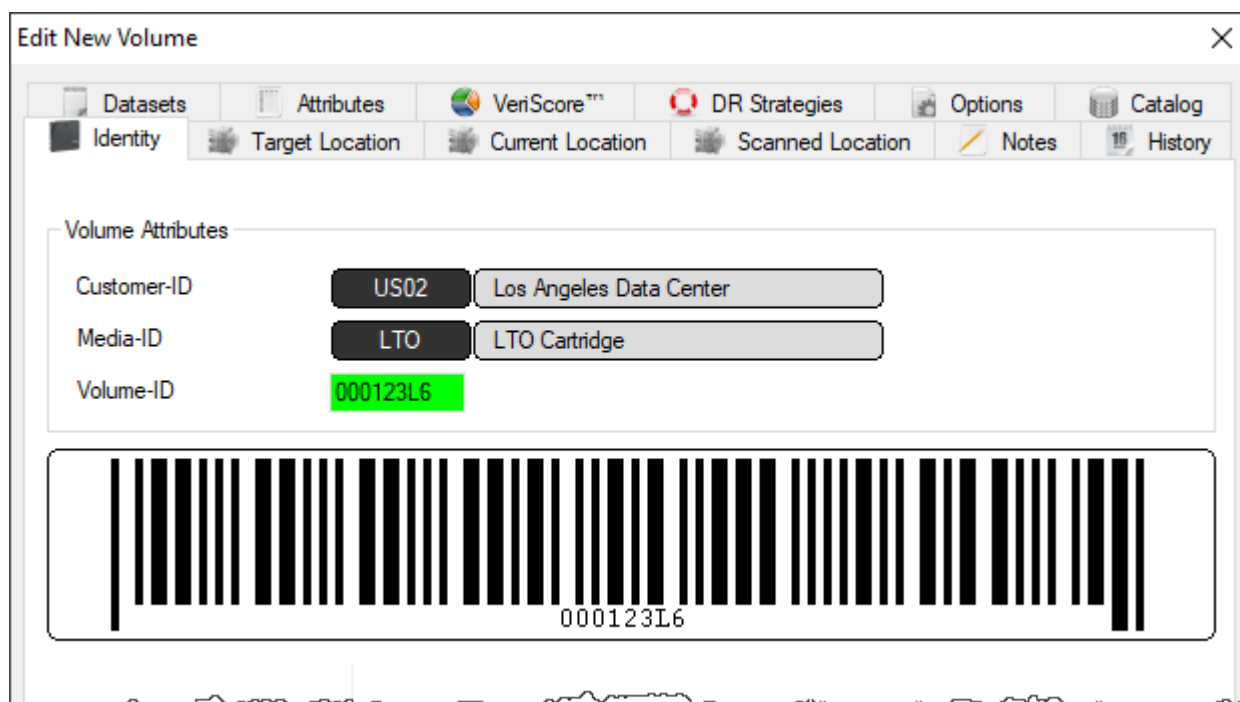 Edit New Volume
Datasets Attributes VeriScore™ DR Strategies Options Catalog
Identity Target Location Current Location Scanned Location Notes History
Volume Attributes
Customer-ID US02 Los Angeles Data Center
Media-ID LTO LTO Cartridge
Volume-ID 000123L6
000123L6